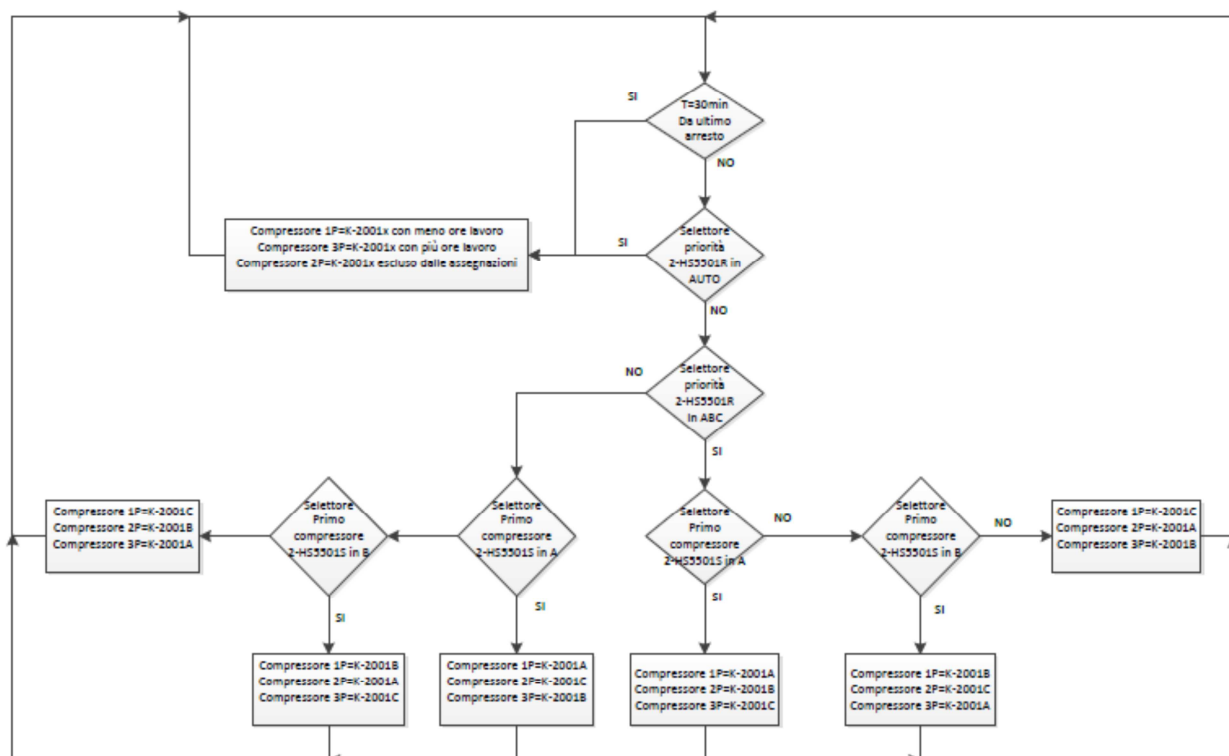 SI
T=30min
Da ultimo
arresto
NO
Compressore 1P=K-2001x con meno ore lavoro
Compressore 3P=K-2001x con più ore lavoro
Compressore 2P=K-2001x escluso dalle assegnazioni
SI
Selettore
priorità
2-HS5501R in
AUTO
NO
NO
Selettore
priorità
2-HS5501R
in ABC
SI
Compressore 1P=K-2001C
Compressore 2P=K-2001B
Compressore 3P=K-2001A
Selettore
Primo
compressore
2-HS5501S in B
Selettore
Primo
compressore
2-HS5501S in A
Selettore
Primo
compressore
2-HS5501S in A
NO
Selettore
Primo
compressore
2-HS5501S in B
NO
Compressore 1P=K-2001C
Compressore 2P=K-2001A
Compressore 3P=K-2001B
SI
SI
SI
SI
Compressore 1P=K-2001B
Compressore 2P=K-2001A
Compressore 3P=K-2001C
Compressore 1P=K-2001A
Compressore 2P=K-2001C
Compressore 3P=K-2001B
Compressore 1P=K-2001A
Compressore 2P=K-2001B
Compressore 3P=K-2001C
Compressore 1P=K-2001B
Compressore 2P=K-2001C
Compressore 3P=K-2001A